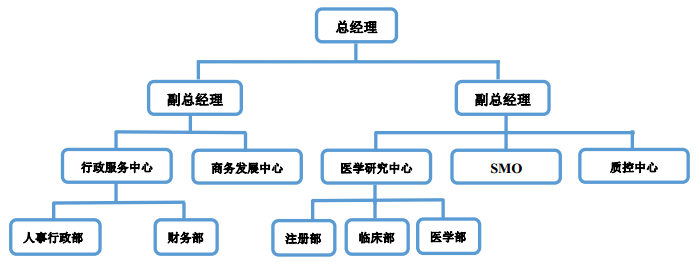 总经理
副总经理
副总经理
行政服务中心
商务发展中心
医学研究中心
SMO
质控中心
人事行政部
财务部
注册部
临床部
医学部